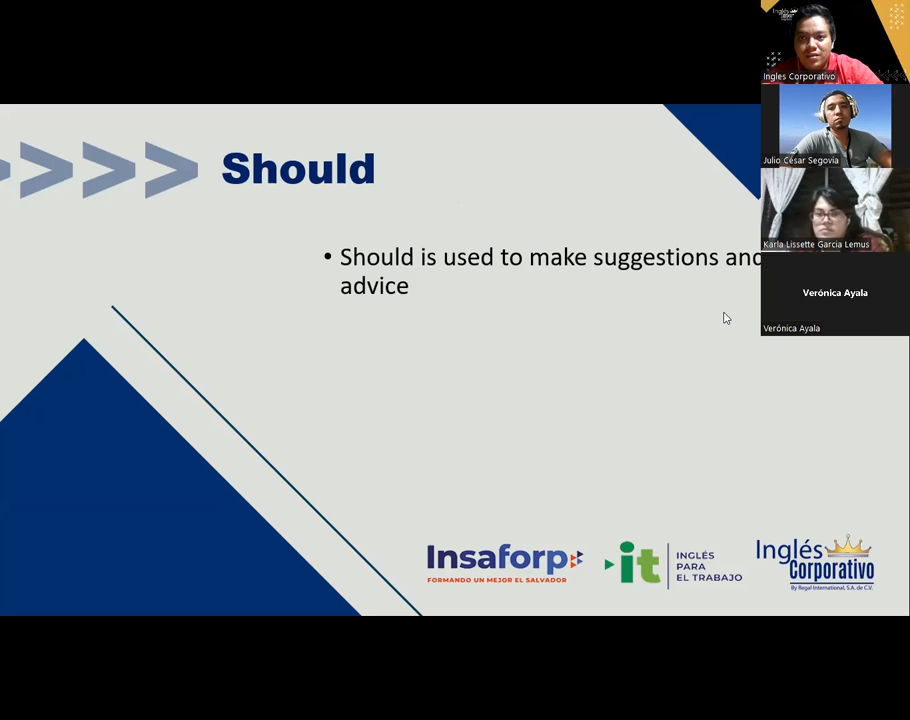 Inglés
Ingles Corporativo
Julio César Segovia
Karla Lissette Garcia Lemus
Verónica Ayala
Verónica Ayala
>>>> Should
• Should is used to make suggestions and
advice
Insaforp
FORMANDO UN MEJOR EL SALVADOR
it
INGLÉS
PARA
EL TRABAJO
Inglés
Corporativo
By Regal International, S.A. de C.V.